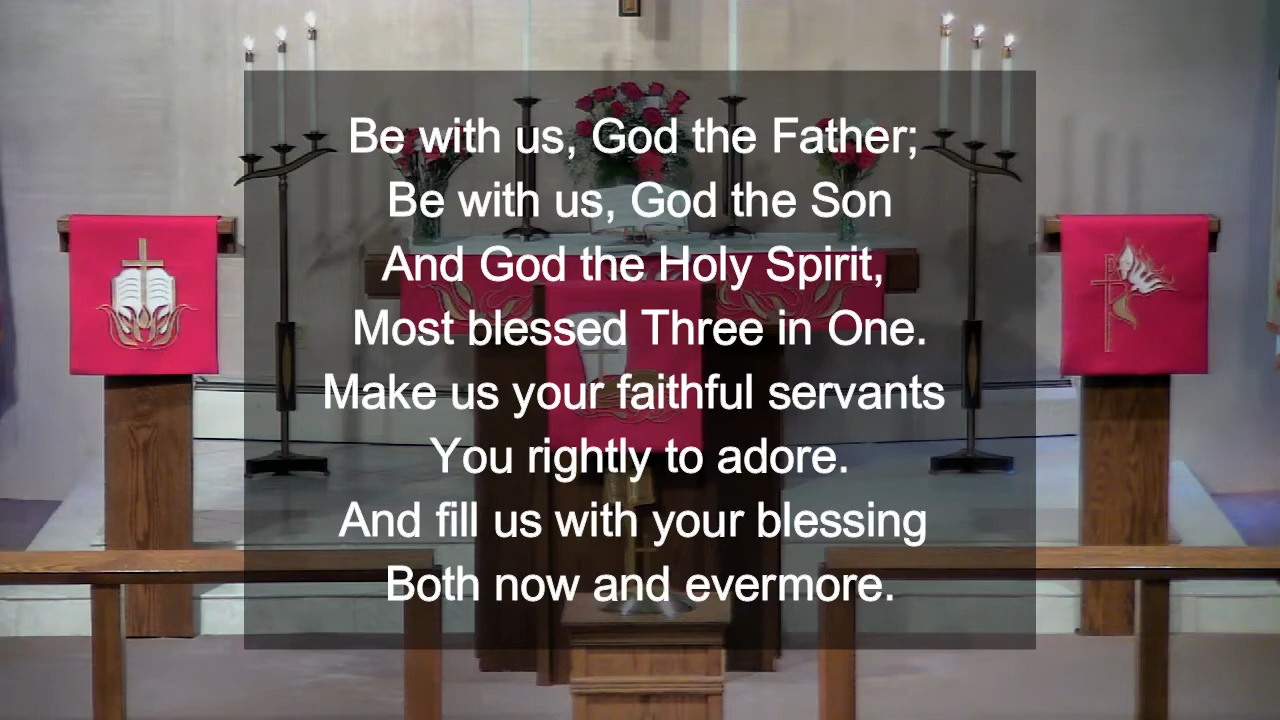 Be with us, God the Father;
Be with us, God the Son
And God the Holy Spirit,
Most blessed Three in One.
Make us your faithful servants
You rightly to adore.
And fill us with your blessing
Both now and evermore.